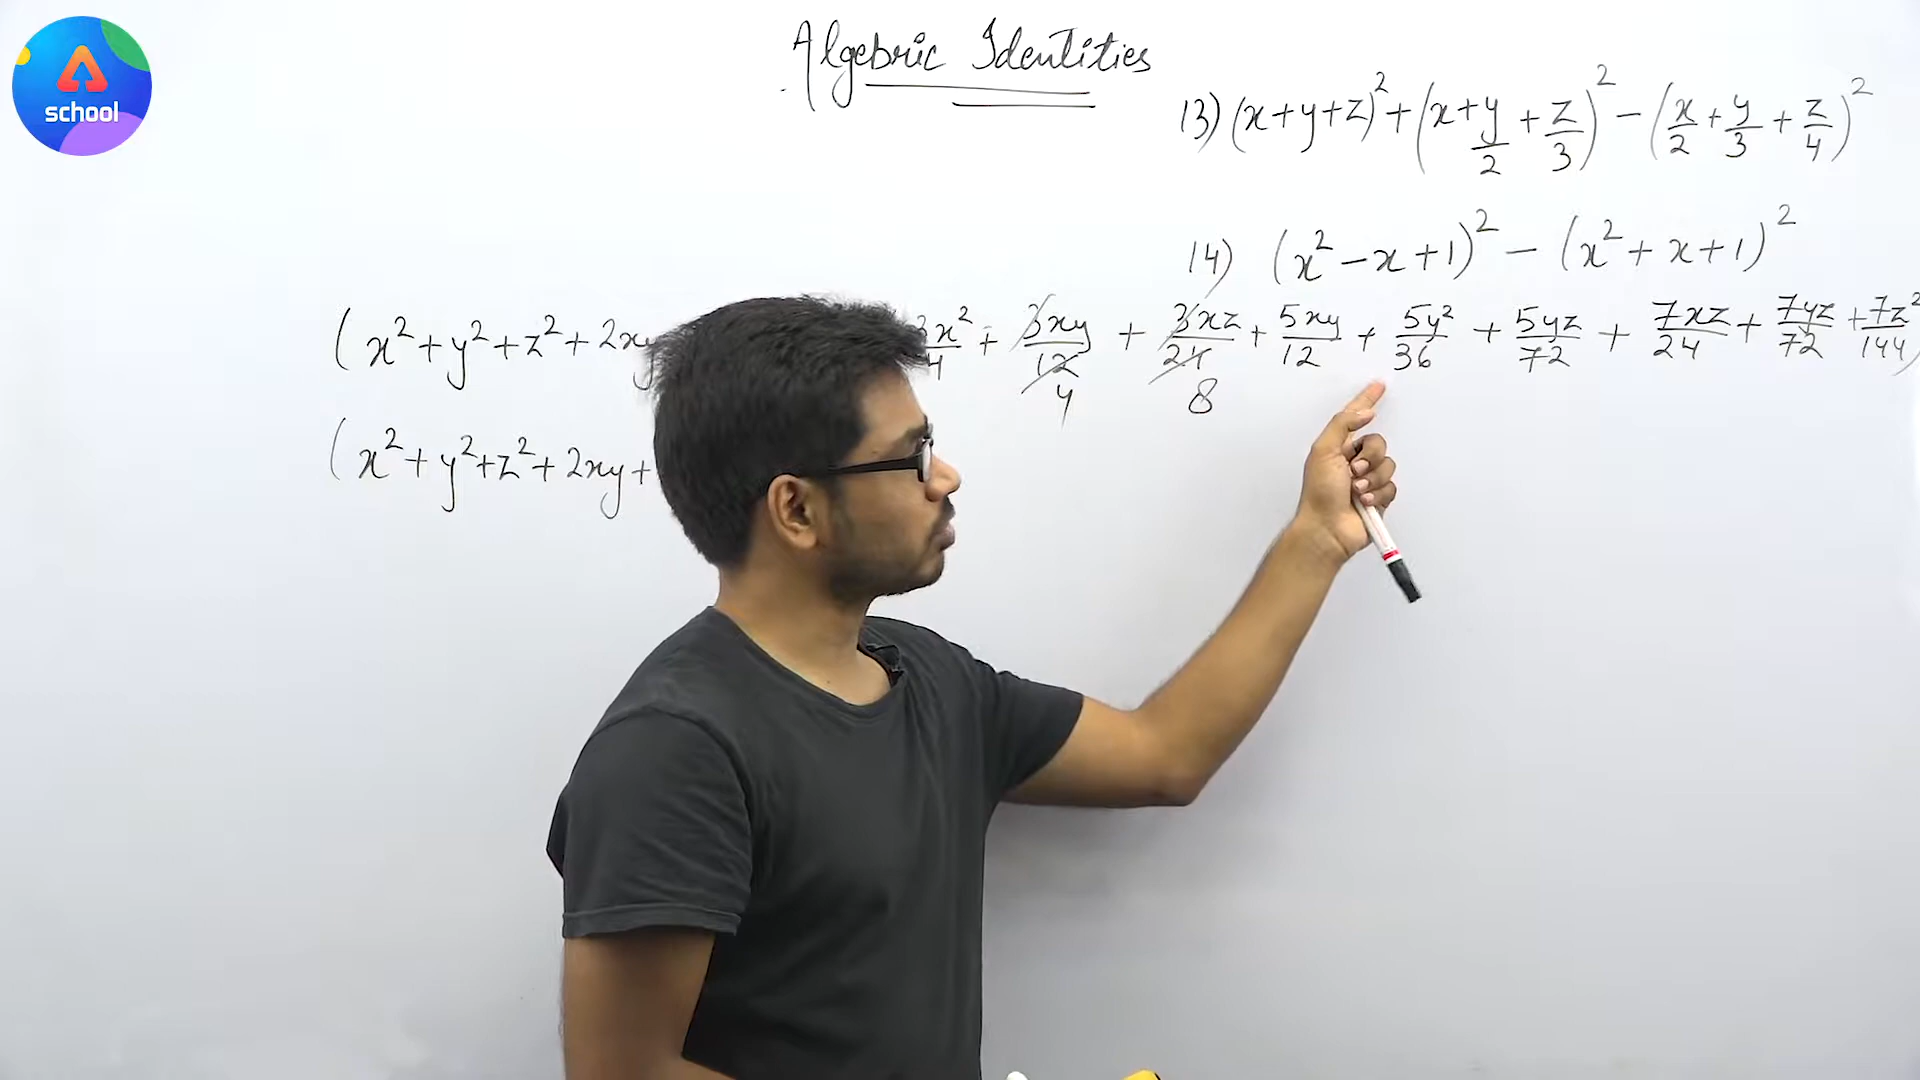 school
Algebric Identities
13) (x+y+z)² + (x+y/2 + z/3)² − (x/2 + y/3 + z/4)²
14) (x² − x + 1)² − (x² + x + 1)²
(x² + y² + z² + 2xy 3x²/4 + 3xy/12 + 3xz/24 + 5xy/12 + 5y²/36 + 5yz/72 + 7xz/24 + 7yz/72 + 7z²/144)
4 8
(x² + y² + z² + 2xy +